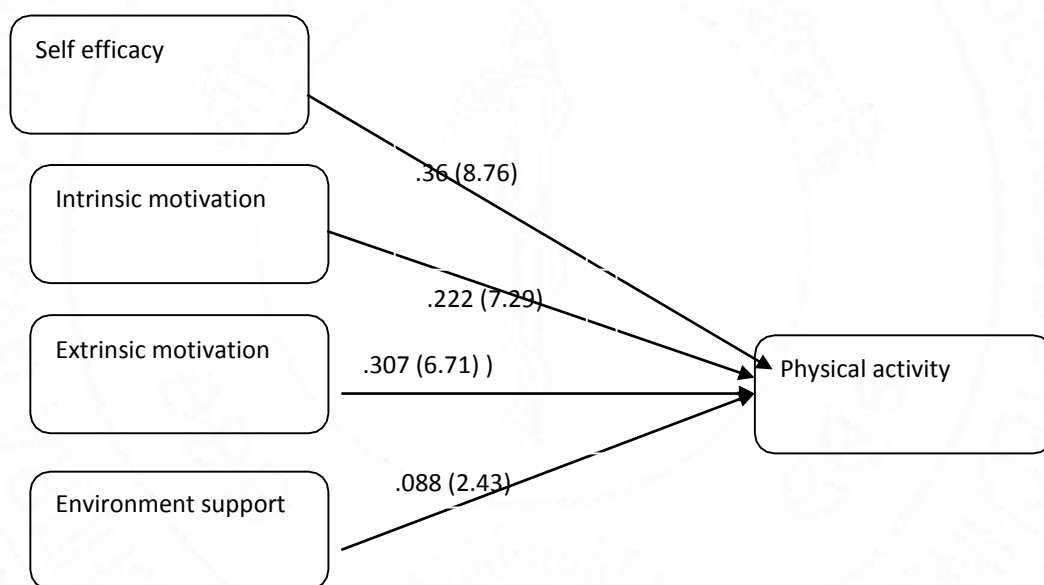 Self efficacy
.36 (8.76)
Intrinsic motivation
.222 (7.29)
Extrinsic motivation
.307 (6.71) )
Physical activity
.088 (2.43)
Environment support